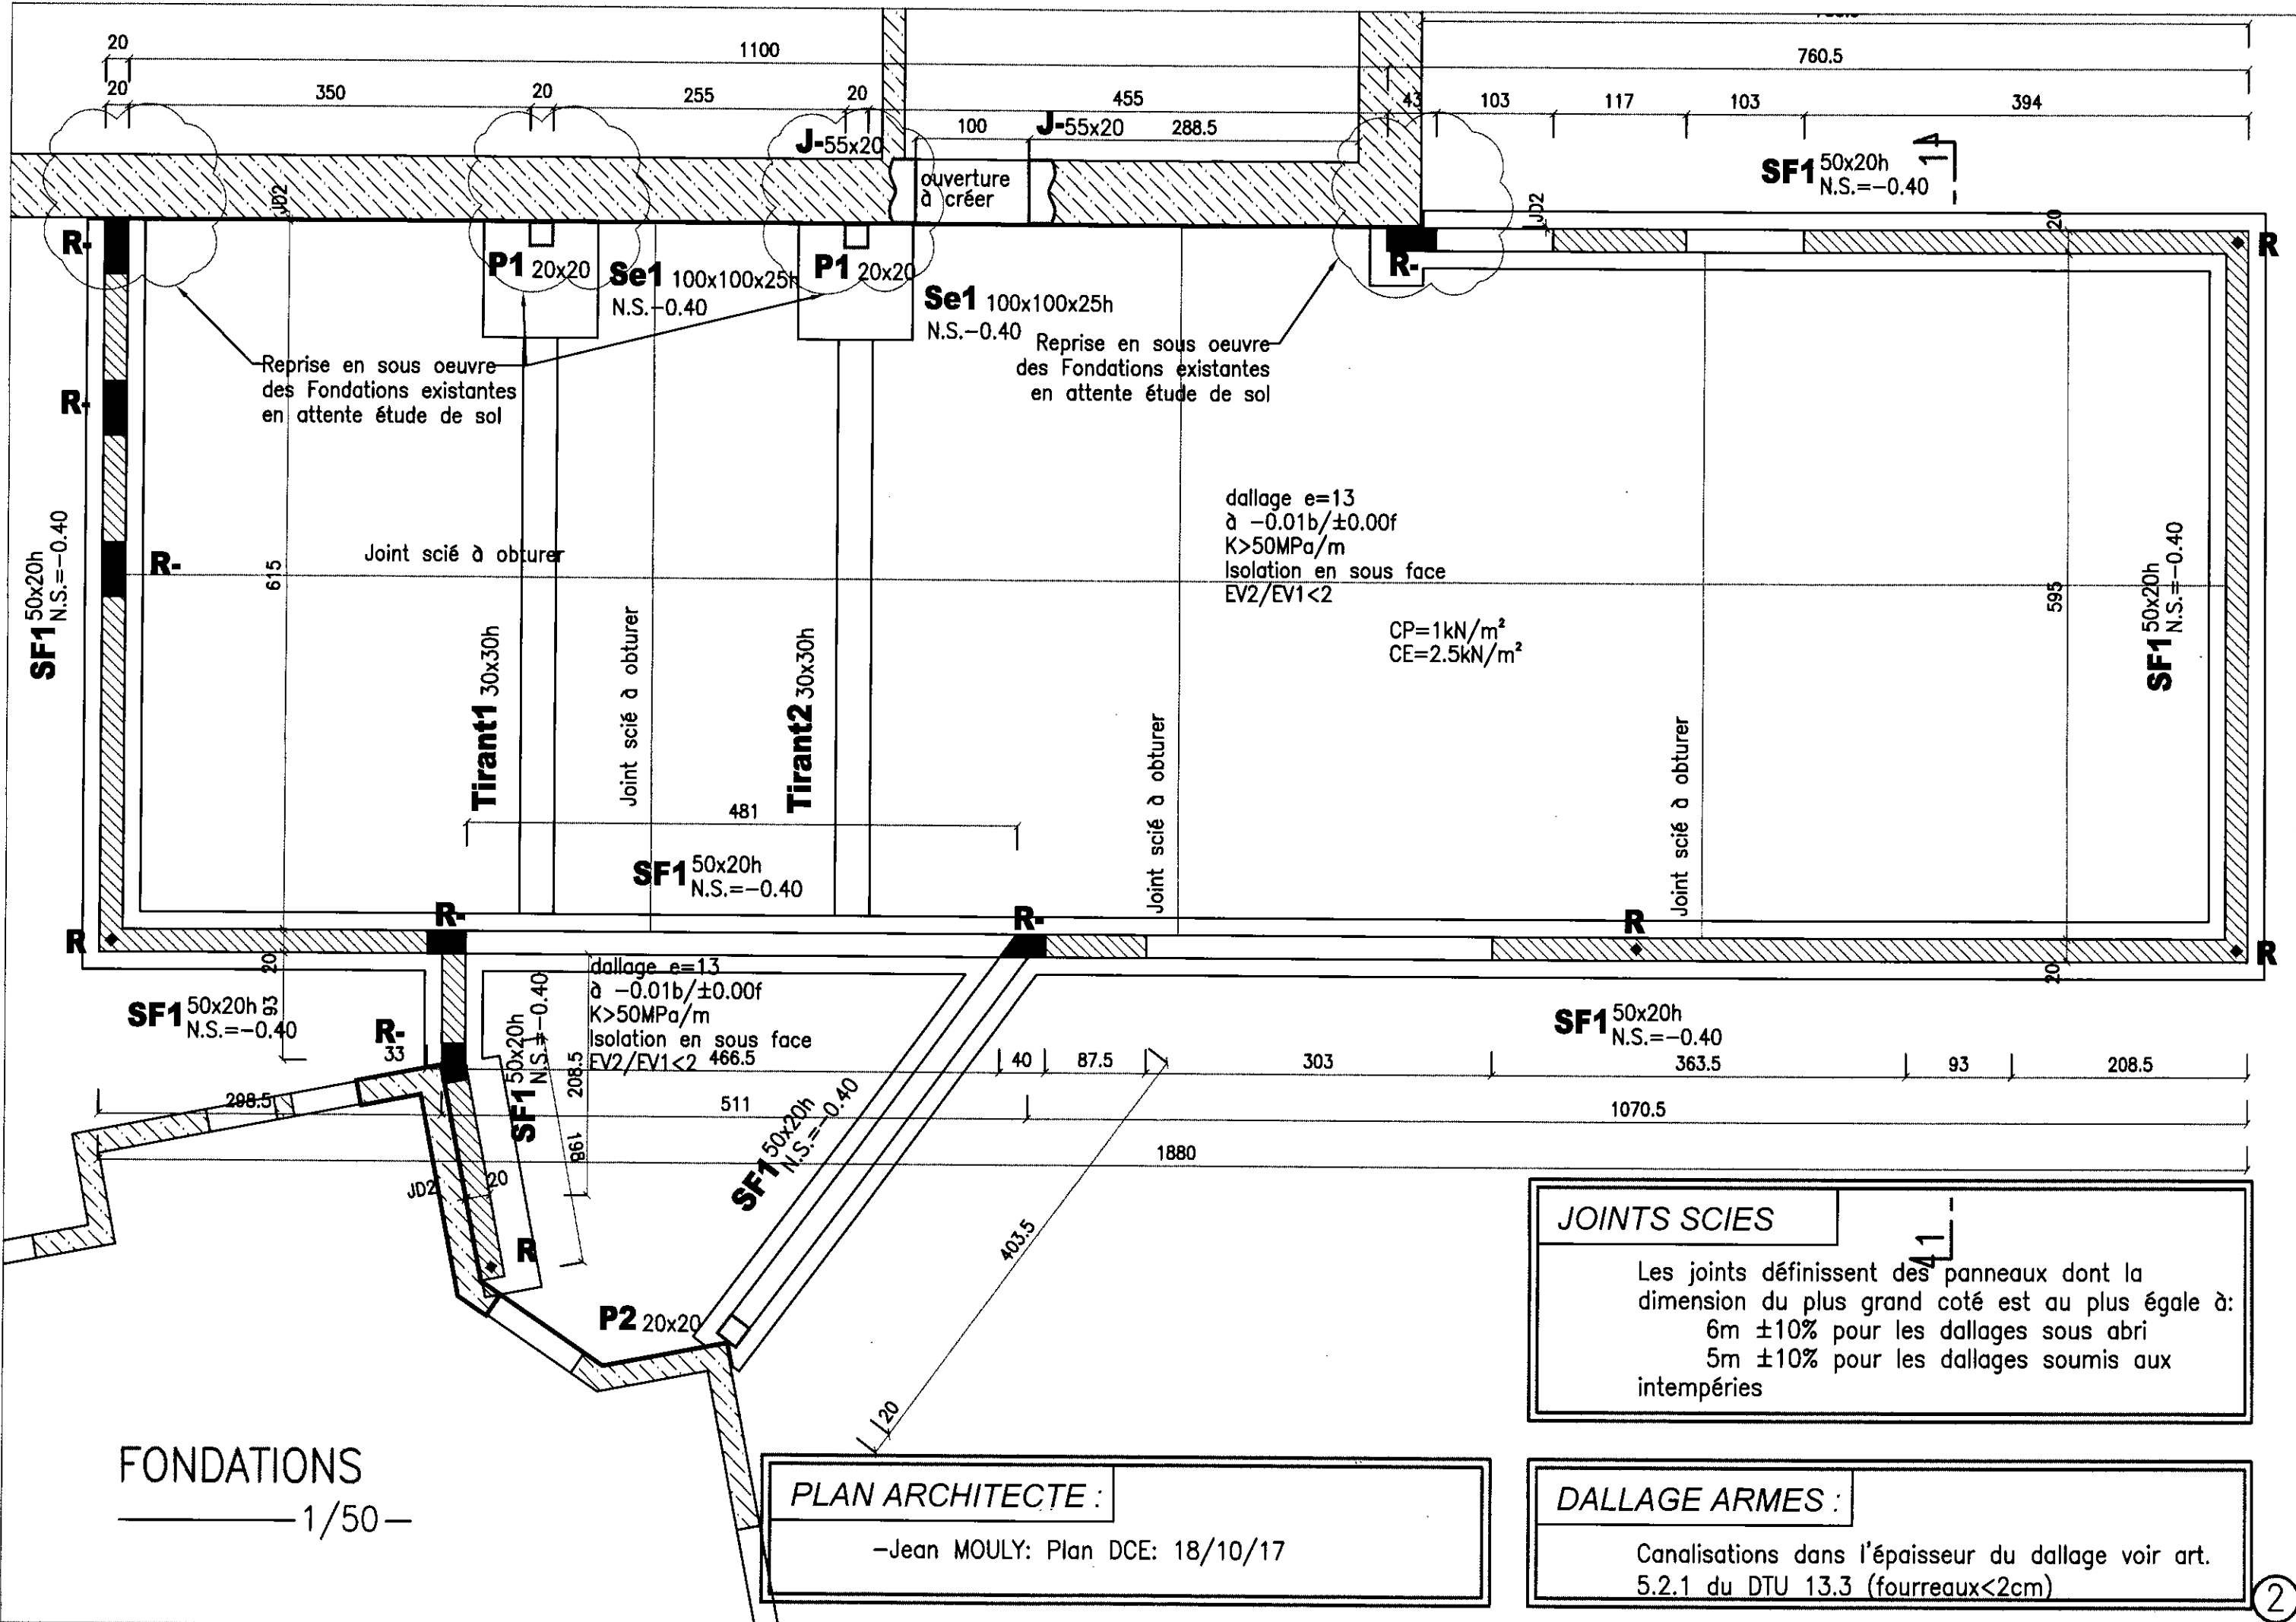 20
1100
760.5
20
350
20
255
20
455
43
103
117
103
394
J-55x20
100
J-55x20
288.5
SF1 50x20h
N.S.=-0.40
1
JD2
ouverture
à créer
JD2
20
R-
P1 20x20
Se1 100x100x25h
N.S.-0.40
P1 20x20
Se1 100x100x25h
N.S.-0.40
R-
R
Reprise en sous oeuvre
des Fondations existantes
en attente étude de sol
Reprise en sous oeuvre
des Fondations existantes
en attente étude de sol
R-
R-
SF1 50x20h
N.S.=-0.40
615
Joint scié à obturer
dallage e=13
à -0.01b/±0.00f
K>50MPa/m
Isolation en sous face
EV2/EV1<2
CP=1kN/m²
CE=2.5kN/m²
595
SF1 50x20h
N.S.=-0.40
Tirant1 30x30h
Joint scié à obturer
Tirant2 30x30h
Joint scié à obturer
Joint scié à obturer
481
SF1 50x20h
N.S.=-0.40
R
R-
R-
R
R
20
93
20
SF1 50x20h
N.S.=-0.40
R-
33
SF1 50x20h
N.S.=-0.40
dallage e=13
à -0.01b/±0.00f
K>50MPa/m
Isolation en sous face
EV2/EV1<2
208.5
SF1 50x20h
N.S.=-0.40
466.5
40
87.5
303
363.5
93
208.5
298.5
511
1070.5
1880
198
JD2
20
SF1 50x20h
N.S.=-0.40
403.5
R
P2 20x20
20
JOINTS SCIES
1
Les joints définissent des panneaux dont la
dimension du plus grand coté est au plus égale à:
6m ±10% pour les dallages sous abri
5m ±10% pour les dallages soumis aux
intempéries
FONDATIONS
1/50
PLAN ARCHITECTE :
-Jean MOULY: Plan DCE: 18/10/17
DALLAGE ARMES :
Canalisations dans l'épaisseur du dallage voir art.
5.2.1 du DTU 13.3 (fourreaux<2cm)
2